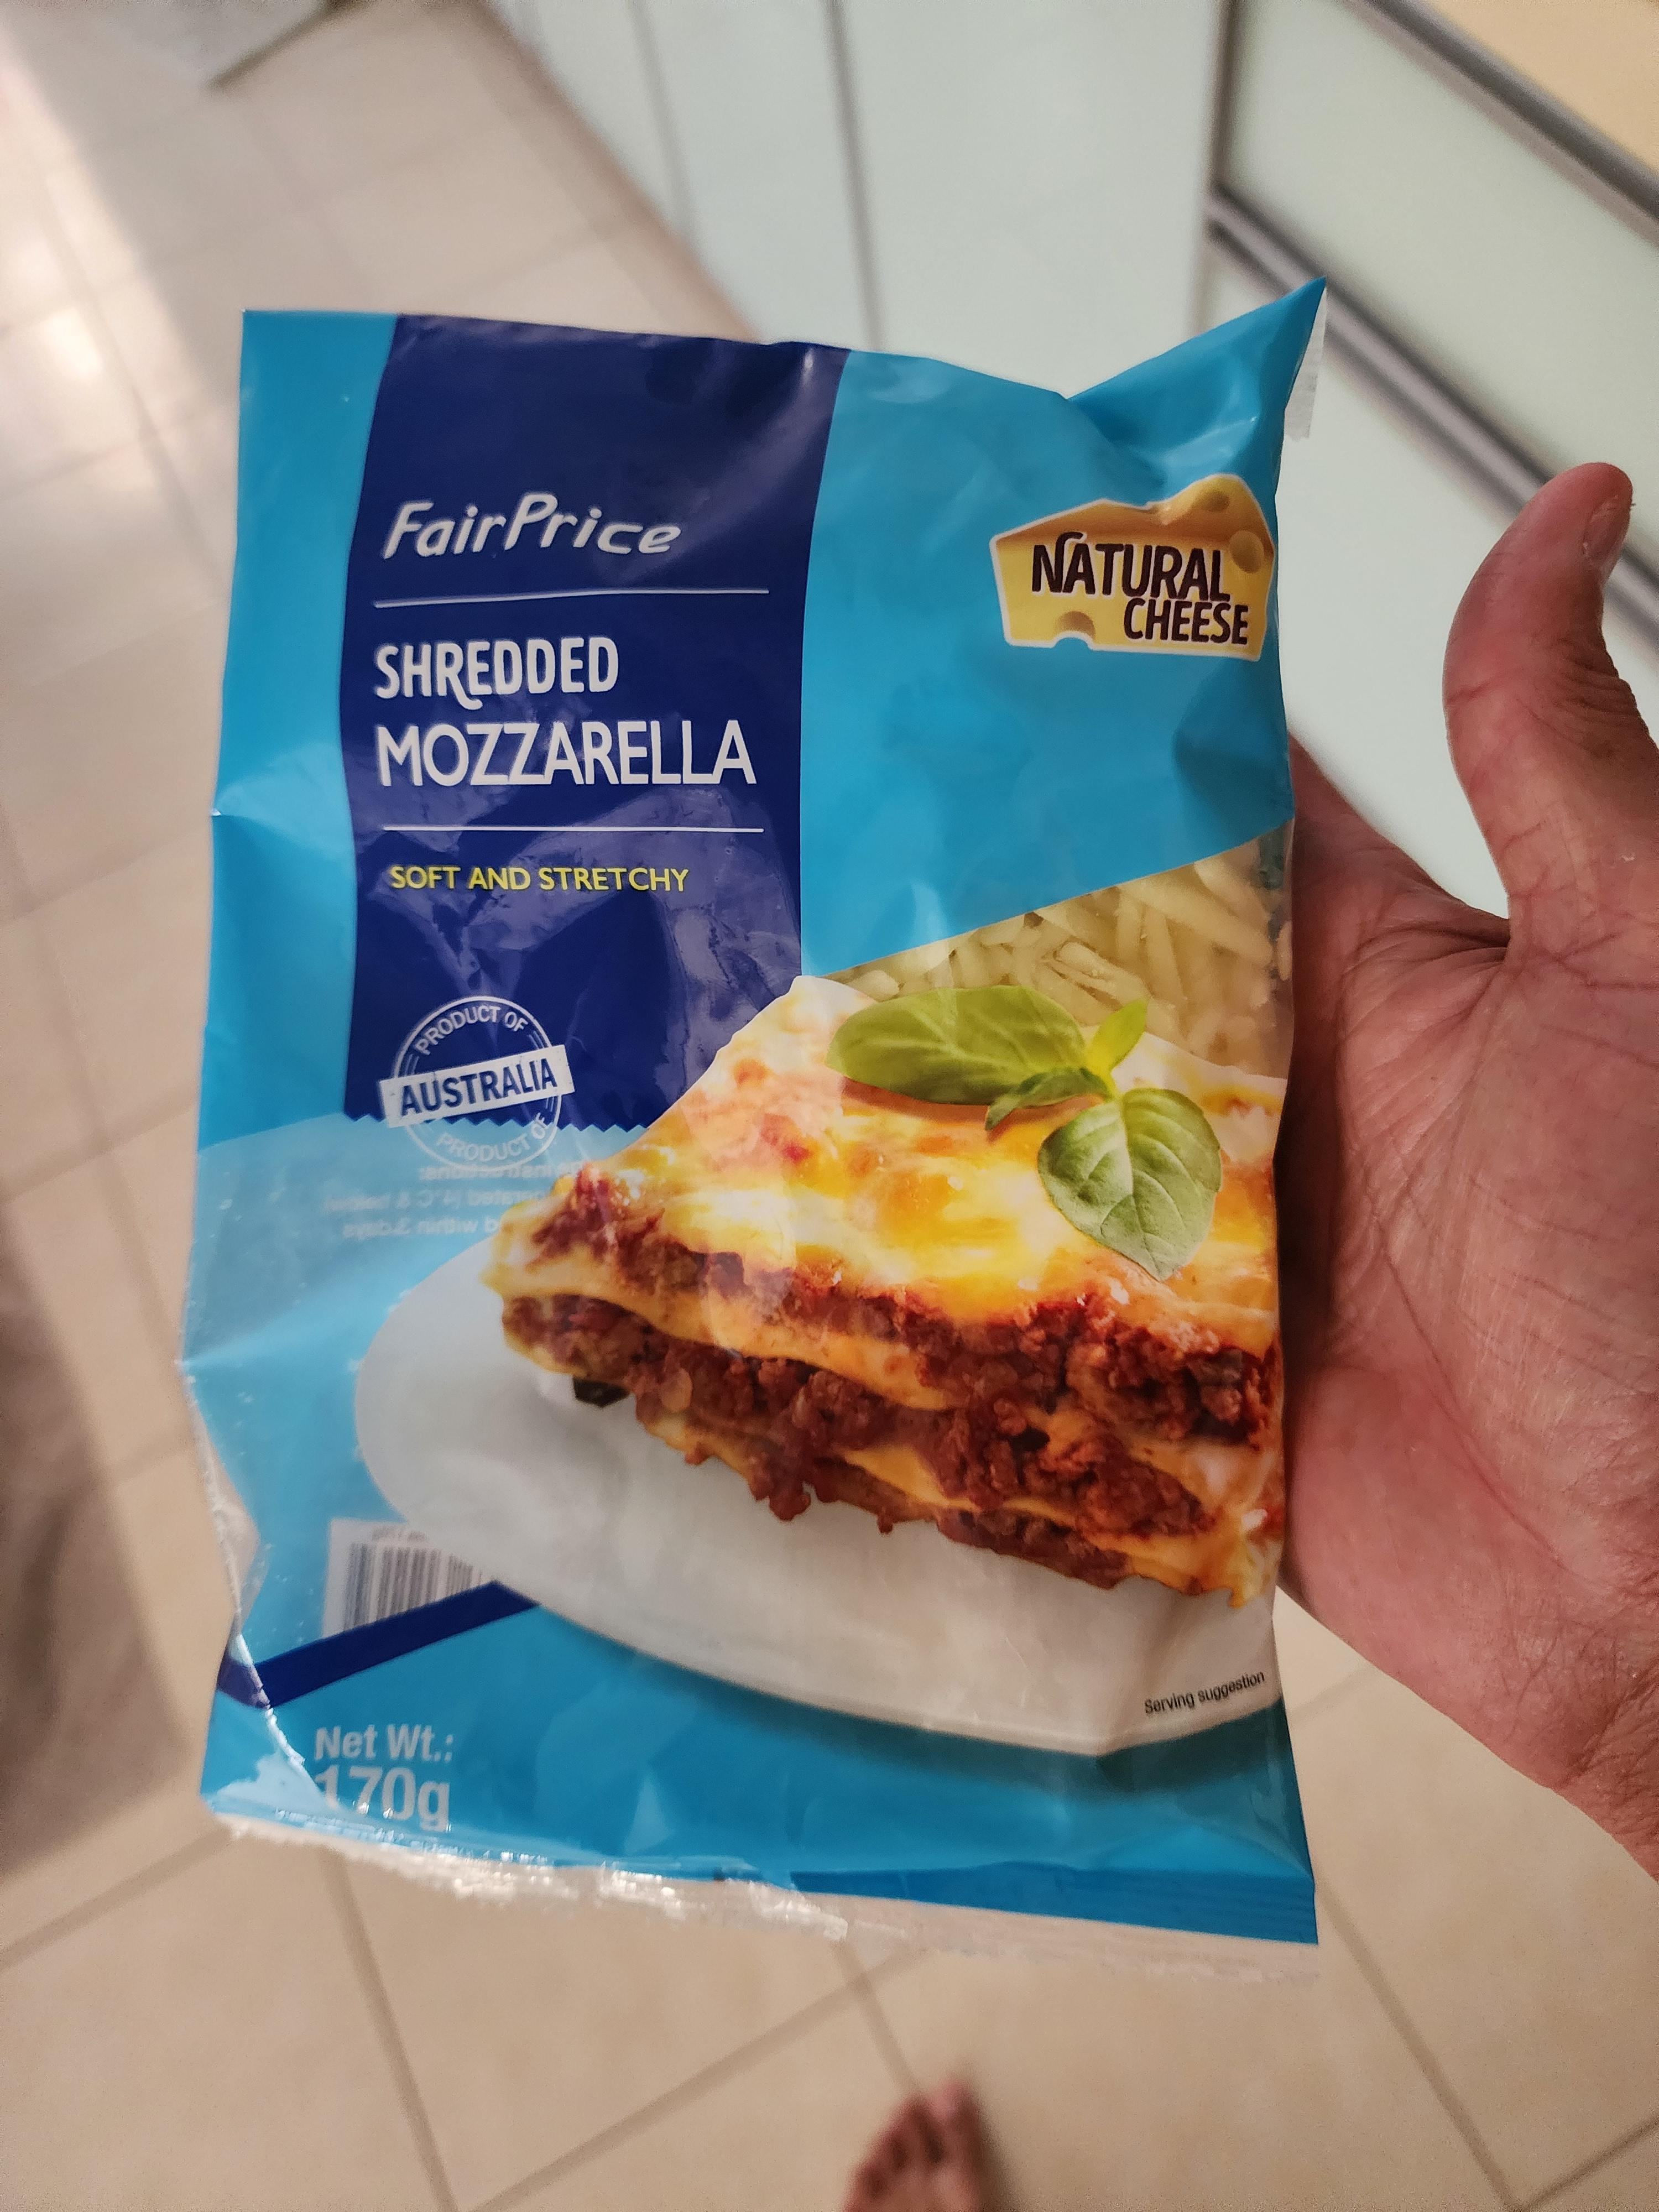 FairPrice
NATURAL
CHEESE
SHREDDED
MOZZARELLA
SOFT AND STRETCHY
PRODUCT OF
AUSTRALIA
PRODUCT OF
Serving suggestion
Net Wt.:
170g